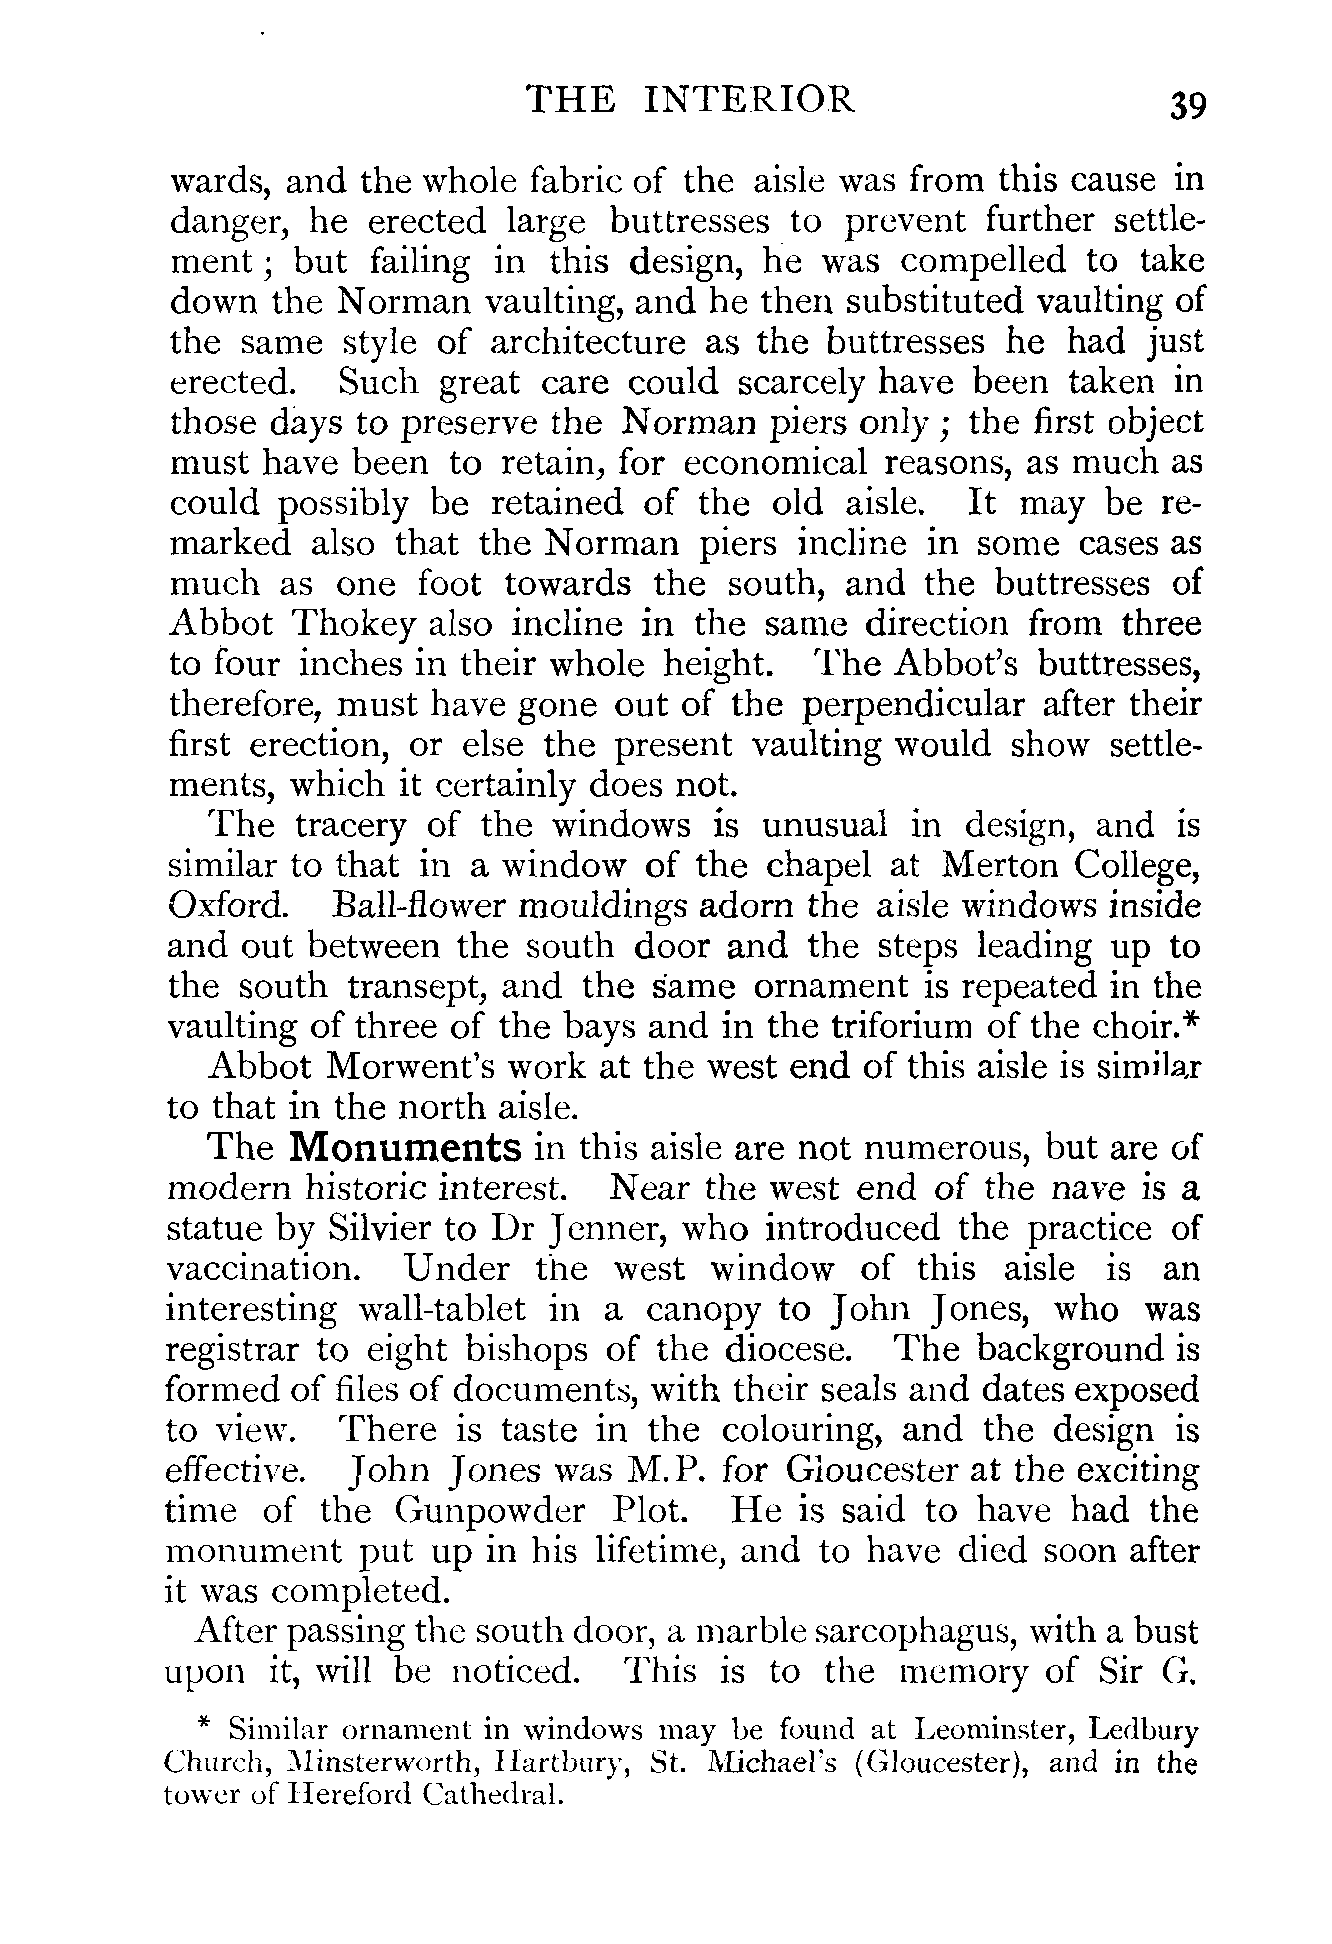 THE INTERIOR 39
wards, and the whole fabric of the aisle was from this cause in
danger, he erected large buttresses to prevent further settle-
ment ; but failing in this design, he was compelled to take
down the Norman vaulting, and he then substituted vaulting of
the same style of architecture as the buttresses he had just
erected. Such great care could scarcely have been taken in
those days to preserve the Norman piers only ; the first object
must have been to retain, for economical reasons, as much as
could possibly be retained of the old aisle. It may be re-
marked also that the Norman piers incline in some cases as
much as one foot towards the south, and the buttresses of
Abbot Thokey also incline in the same direction from three
to four inches in their whole height. The Abbot's buttresses,
therefore, must have gone out of the perpendicular after their
first erection, or else the present vaulting would show settle-
ments, which it certainly does not.
The tracery of the windows is unusual in design, and is
similar to that in a window of the chapel at Merton College,
Oxford. Ball-flower mouldings adorn the aisle windows inside
and out between the south door and the steps leading up to
the south transept, and the same ornament is repeated in the
vaulting of three of the bays and in the triforium of the choir.*
Abbot Morwent's work at the west end of this aisle is similar
to that in the north aisle.
The Monuments in this aisle are not numerous, but are of
modern historic interest. Near the west end of the nave is a
statue by Silvier to Dr Jenner, who introduced the practice of
vaccination. Under the west window of this aisle is an
interesting wall-tablet in a canopy to John Jones, who was
registrar to eight bishops of the diocese. The background is
formed of files of documents, with their seals and dates exposed
to view. There is taste in the colouring, and the design is
effective. John Jones was M.P. for Gloucester at the exciting
time of the Gunpowder Plot. He is said to have had the
monument put up in his lifetime, and to have died soon after
it was completed.
After passing the south door, a marble sarcophagus, with a bust
upon it, will be noticed. This is to the memory of Sir G.
* Similar ornament in windows may be found at Leominster, Ledbury
Church, Minsterworth, Hartbury, St. Michael's (Gloucester), and in the
tower of Hereford Cathedral.